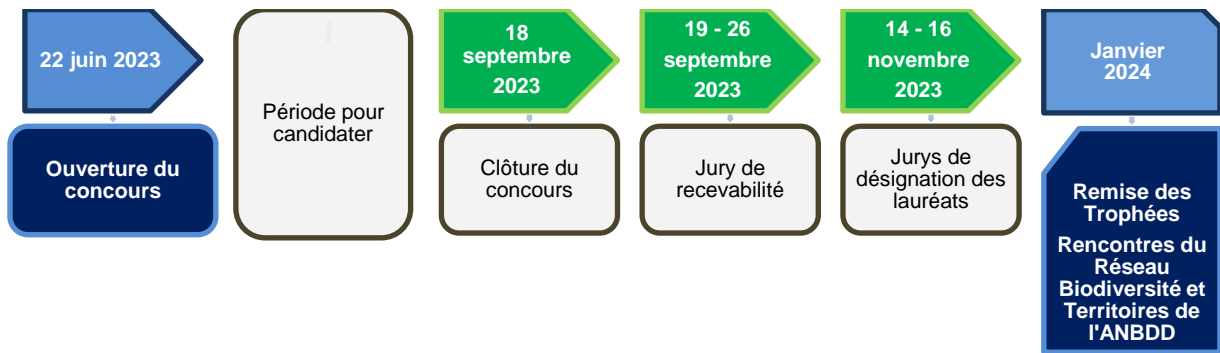 22 juin 2023
Ouverture du
concours
Période pour
candidater
18
septembre
2023
Clôture du
concours
19 - 26
septembre
2023
Jury de
recevabilité
14 - 16
novembre
2023
Jurys de
désignation des
lauréats
Janvier
2024
Remise des
Trophées
Rencontres du
Réseau
Biodiversité et
Territoires de
l'ANBDD